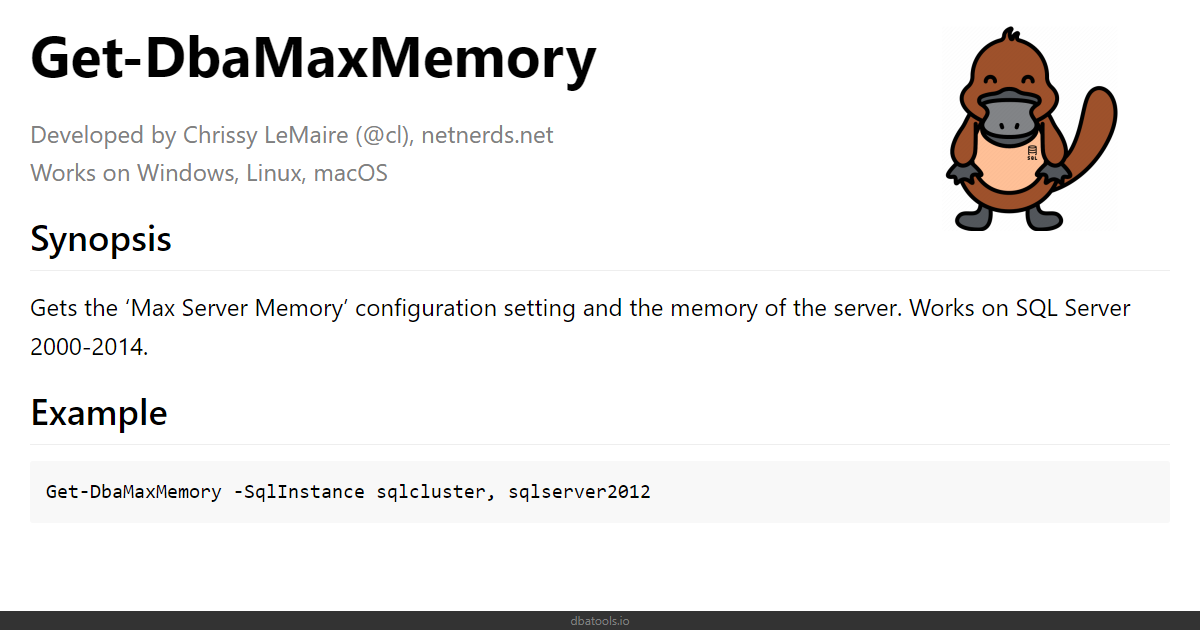 Get-DbaMaxMemory
Developed by Chrissy LeMaire (@cl), netnerds.net
Works on Windows, Linux, macOS
SQL
Synopsis
Gets the ‘Max Server Memory’ configuration setting and the memory of the server. Works on SQL Server
2000-2014.
Example
Get-DbaMaxMemory -SqlInstance sqlcluster, sqlserver2012
dbatools.io